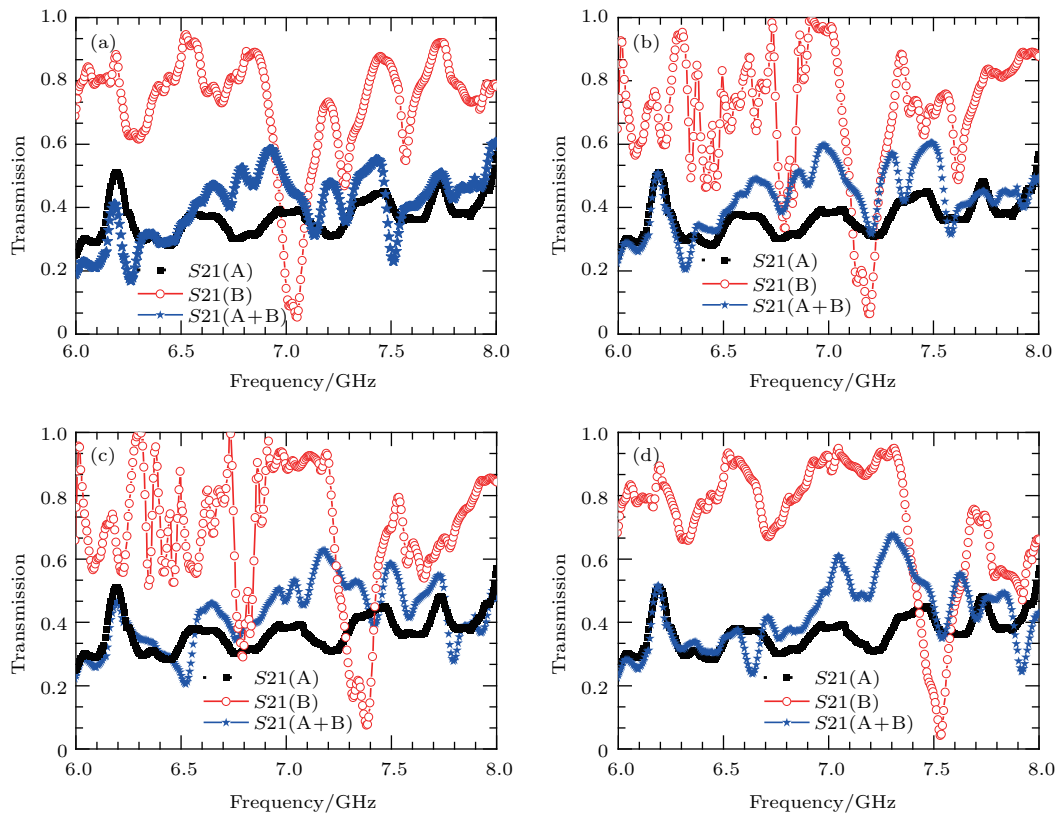 (a)
1.0
0.8
0.6
0.4
0.2
0
Transmission
S21(A)
S21(B)
S21(A+B)
6.0 6.5 7.0 7.5 8.0
Frequency/GHz
(b)
1.0
0.8
0.6
0.4
0.2
0
Transmission
S21(A)
S21(B)
S21(A+B)
6.0 6.5 7.0 7.5 8.0
Frequency/GHz
(c)
1.0
0.8
0.6
0.4
0.2
0
Transmission
S21(A)
S21(B)
S21(A+B)
6.0 6.5 7.0 7.5 8.0
Frequency/GHz
(d)
1.0
0.8
0.6
0.4
0.2
0
Transmission
S21(A)
S21(B)
S21(A+B)
6.0 6.5 7.0 7.5 8.0
Frequency/GHz